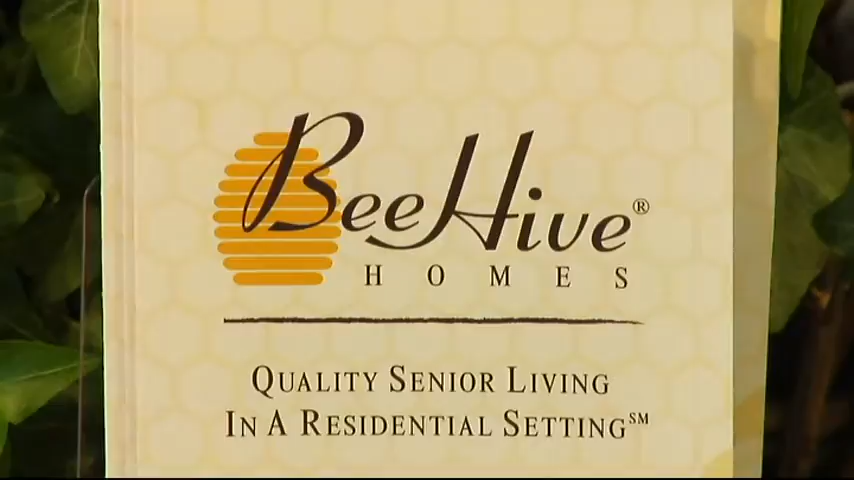 BeeHive®
HOMES
QUALITY SENIOR LIVING
IN A RESIDENTIAL SETTING℠